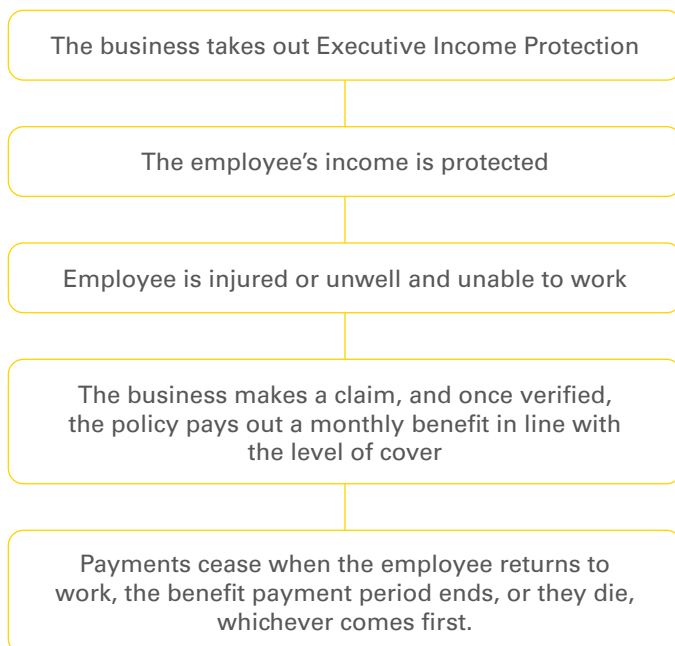 The business takes out Executive Income Protection
The employee’s income is protected
Employee is injured or unwell and unable to work
The business makes a claim, and once verified,
the policy pays out a monthly benefit in line with
the level of cover
Payments cease when the employee returns to
work, the benefit payment period ends, or they die,
whichever comes first.